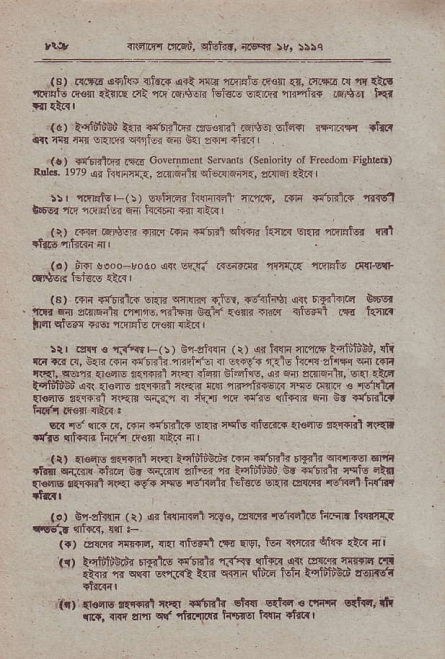 ৮২৩৮ বাংলাদেশ গেজেট, অতিরিক্ত, নভেম্বর ১৮, ১৯৯৭
(৪) যেক্ষেত্রে একাধিক ব্যক্তিকে একই সময়ে পদোন্নতি দেওয়া হয়, সেক্ষেত্রে যে পদ হইতে
পদোন্নতি দেওয়া হইয়াছে সেই পদে জ্যেষ্ঠতার ভিত্তিতে তাহাদের পারস্পরিক জ্যেষ্ঠতা স্থির
করা হইবে।
(৫) ইন্সটিটিউট ইহার কর্মচারীদের গ্রেডওয়ারী জ্যেষ্ঠতা তালিকা রক্ষণাবেক্ষণ করিবে
এবং সময় সময় তাহাদের অবগতির জন্য উহা প্রকাশ করিবে।
(৬) কর্মচারীদের ক্ষেত্রে Government Servants (Seniority of Freedom Fighters)
Rules, 1979 এর বিধানসমূহ, প্রয়োজনীয় অভিযোজনসহ, প্রযোজ্য হইবে।
১১। পদোন্নতি।—(১) তফসিলের বিধানাবলী সাপেক্ষে, কোন কর্মচারীকে পরবর্তী
উচ্চতর পদে পদোন্নতির জন্য বিবেচনা করা যাইবে।
(২) কেবল জ্যেষ্ঠতার কারণে কোন কর্মচারী অধিকার হিসাবে তাহার পদোন্নতির দাবী
করিতে পারিবেন না।
(৩) টাকা ৬৩০০—৮০৫০ এবং তদূর্ধ্ব বেতনক্রমের পদসমূহে পদোন্নতি মেধা-তথা-
জ্যেষ্ঠতার ভিত্তিতে হইবে।
(৪) কোন কর্মচারীকে তাহার অসাধারণ কৃতিত্ব, কর্তব্যনিষ্ঠা এবং চাকুরীকালে উচ্চতর
পদের জন্য প্রয়োজনীয় পেশাগত পরীক্ষায় উত্তীর্ণ হওয়ার কারণে ব্যতিক্রমী ক্ষেত্র হিসাবে
পালা অতিক্রম করতঃ পদোন্নতি দেওয়া যাইবে।
১২। প্রেষণ ও পূর্বস্বত্ব।—(১) উপ-প্রবিধান (২) এর বিধান সাপেক্ষে ইন্সটিটিউট, যদি
মনে করে যে, উহার কোন কর্মচারীর পারদর্শিতা বা তৎকর্তৃক গৃহীত বিশেষ প্রশিক্ষণ অন্য কোন
সংস্থা, অতঃপর হাওলাত গ্রহণকারী সংস্থা বলিয়া উল্লিখিত, এর জন্য প্রয়োজনীয়, তাহা হইলে
ইন্সটিটিউট এবং হাওলাত গ্রহণকারী সংস্থার মধ্যে পারস্পরিকভাবে সম্মত মেয়াদে ও শর্তাধীনে
হাওলাত গ্রহণকারী সংস্থায় অনুরূপ বা সদৃশ্য পদে কর্মরত থাকিবার জন্য উক্ত কর্মচারীকে
নির্দেশ দেওয়া যাইবে :
তবে শর্ত থাকে যে, কোন কর্মচারীকে তাহার সম্মতি ব্যতিরেকে হাওলাত গ্রহণকারী সংস্থায়
কর্মরত থাকিবার নির্দেশ দেওয়া যাইবে না।
(২) হাওলাত গ্রহণকারী সংস্থা ইন্সটিটিউটের কোন কর্মচারীর চাকুরীর আবশ্যকতা জ্ঞাপন
করিয়া অনুরোধ করিলে উক্ত অনুরোধ প্রাপ্তির পর ইন্সটিটিউট উক্ত কর্মচারীর সম্মতি লইয়া
হাওলাত গ্রহণকারী সংস্থা কর্তৃক সম্মত শর্তাবলীর ভিত্তিতে তাহার প্রেষণের শর্তাবলী নির্ধারণ
করিবে।
(৩) উপ-প্রবিধান (২) এর বিধানাবলী সত্ত্বেও, প্রেষণের শর্তাবলীতে নিম্নোক্ত বিষয়সমূহ
অন্তর্ভুক্ত থাকিবে, যথা :—
(ক) প্রেষণের সময়কাল, যাহা ব্যতিক্রমী ক্ষেত্র ছাড়া, তিন বৎসরের অধিক হইবে না।
(খ) ইন্সটিটিউটের চাকুরীতে কর্মচারীর পূর্বস্বত্ব থাকিবে এবং প্রেষণের সময়কাল শেষ
হইবার পর অথবা তৎপূর্বেই ইহার অবসান ঘটিলে তিনি ইন্সটিটিউটে প্রত্যাবর্তন
করিবেন।
(গ) হাওলাত গ্রহণকারী সংস্থা কর্মচারীর ভবিষ্য তহবিল ও পেনশন তহবিল, যদি
থাকে, বাবদ প্রাপ্য অর্থ পরিশোধের নিশ্চয়তা বিধান করিবে।